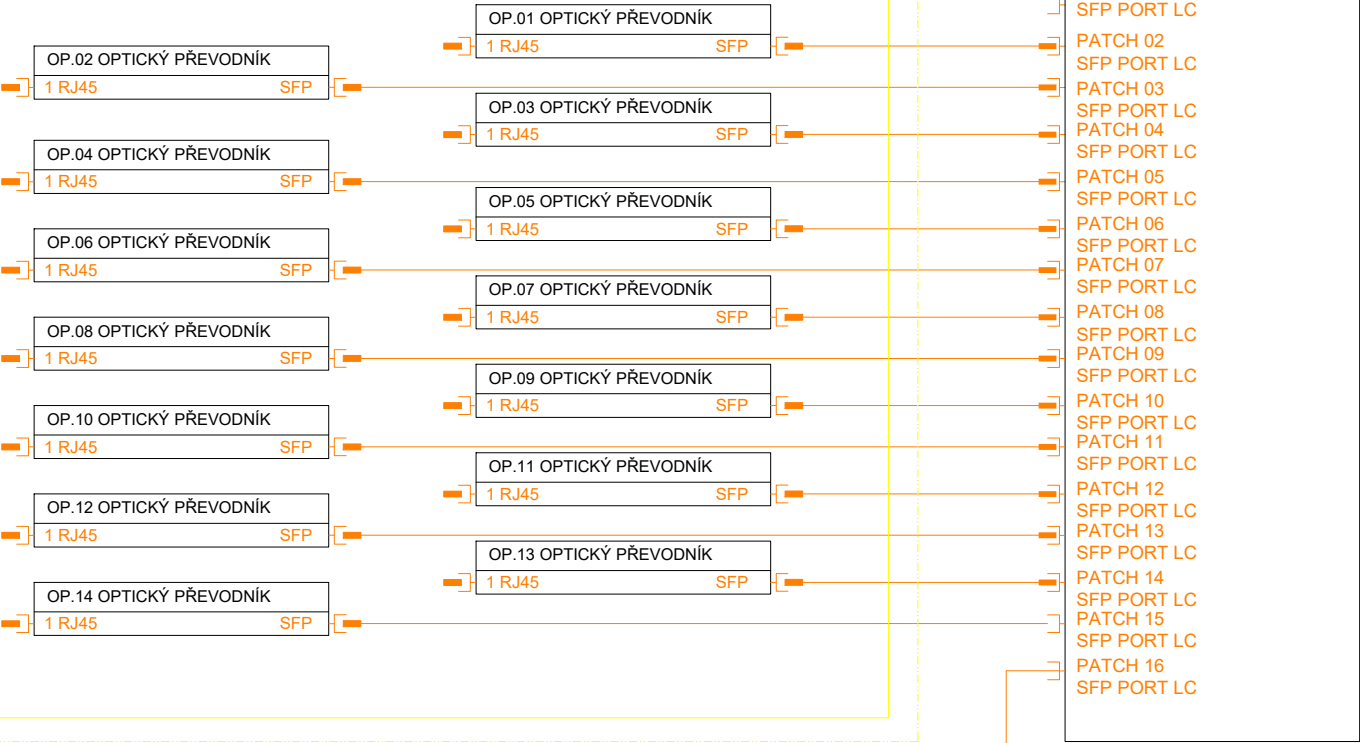 OP.02 OPTICKÝ PŘEVODNÍK
1 RJ45 SFP
OP.04 OPTICKÝ PŘEVODNÍK
1 RJ45 SFP
OP.06 OPTICKÝ PŘEVODNÍK
1 RJ45 SFP
OP.08 OPTICKÝ PŘEVODNÍK
1 RJ45 SFP
OP.10 OPTICKÝ PŘEVODNÍK
1 RJ45 SFP
OP.12 OPTICKÝ PŘEVODNÍK
1 RJ45 SFP
OP.14 OPTICKÝ PŘEVODNÍK
1 RJ45 SFP
OP.01 OPTICKÝ PŘEVODNÍK
1 RJ45 SFP
OP.03 OPTICKÝ PŘEVODNÍK
1 RJ45 SFP
OP.05 OPTICKÝ PŘEVODNÍK
1 RJ45 SFP
OP.07 OPTICKÝ PŘEVODNÍK
1 RJ45 SFP
OP.09 OPTICKÝ PŘEVODNÍK
1 RJ45 SFP
OP.11 OPTICKÝ PŘEVODNÍK
1 RJ45 SFP
OP.13 OPTICKÝ PŘEVODNÍK
1 RJ45 SFP
SFP PORT LC
PATCH 02
SFP PORT LC
PATCH 03
SFP PORT LC
PATCH 04
SFP PORT LC
PATCH 05
SFP PORT LC
PATCH 06
SFP PORT LC
PATCH 07
SFP PORT LC
PATCH 08
SFP PORT LC
PATCH 09
SFP PORT LC
PATCH 10
SFP PORT LC
PATCH 11
SFP PORT LC
PATCH 12
SFP PORT LC
PATCH 13
SFP PORT LC
PATCH 14
SFP PORT LC
PATCH 15
SFP PORT LC
PATCH 16
SFP PORT LC